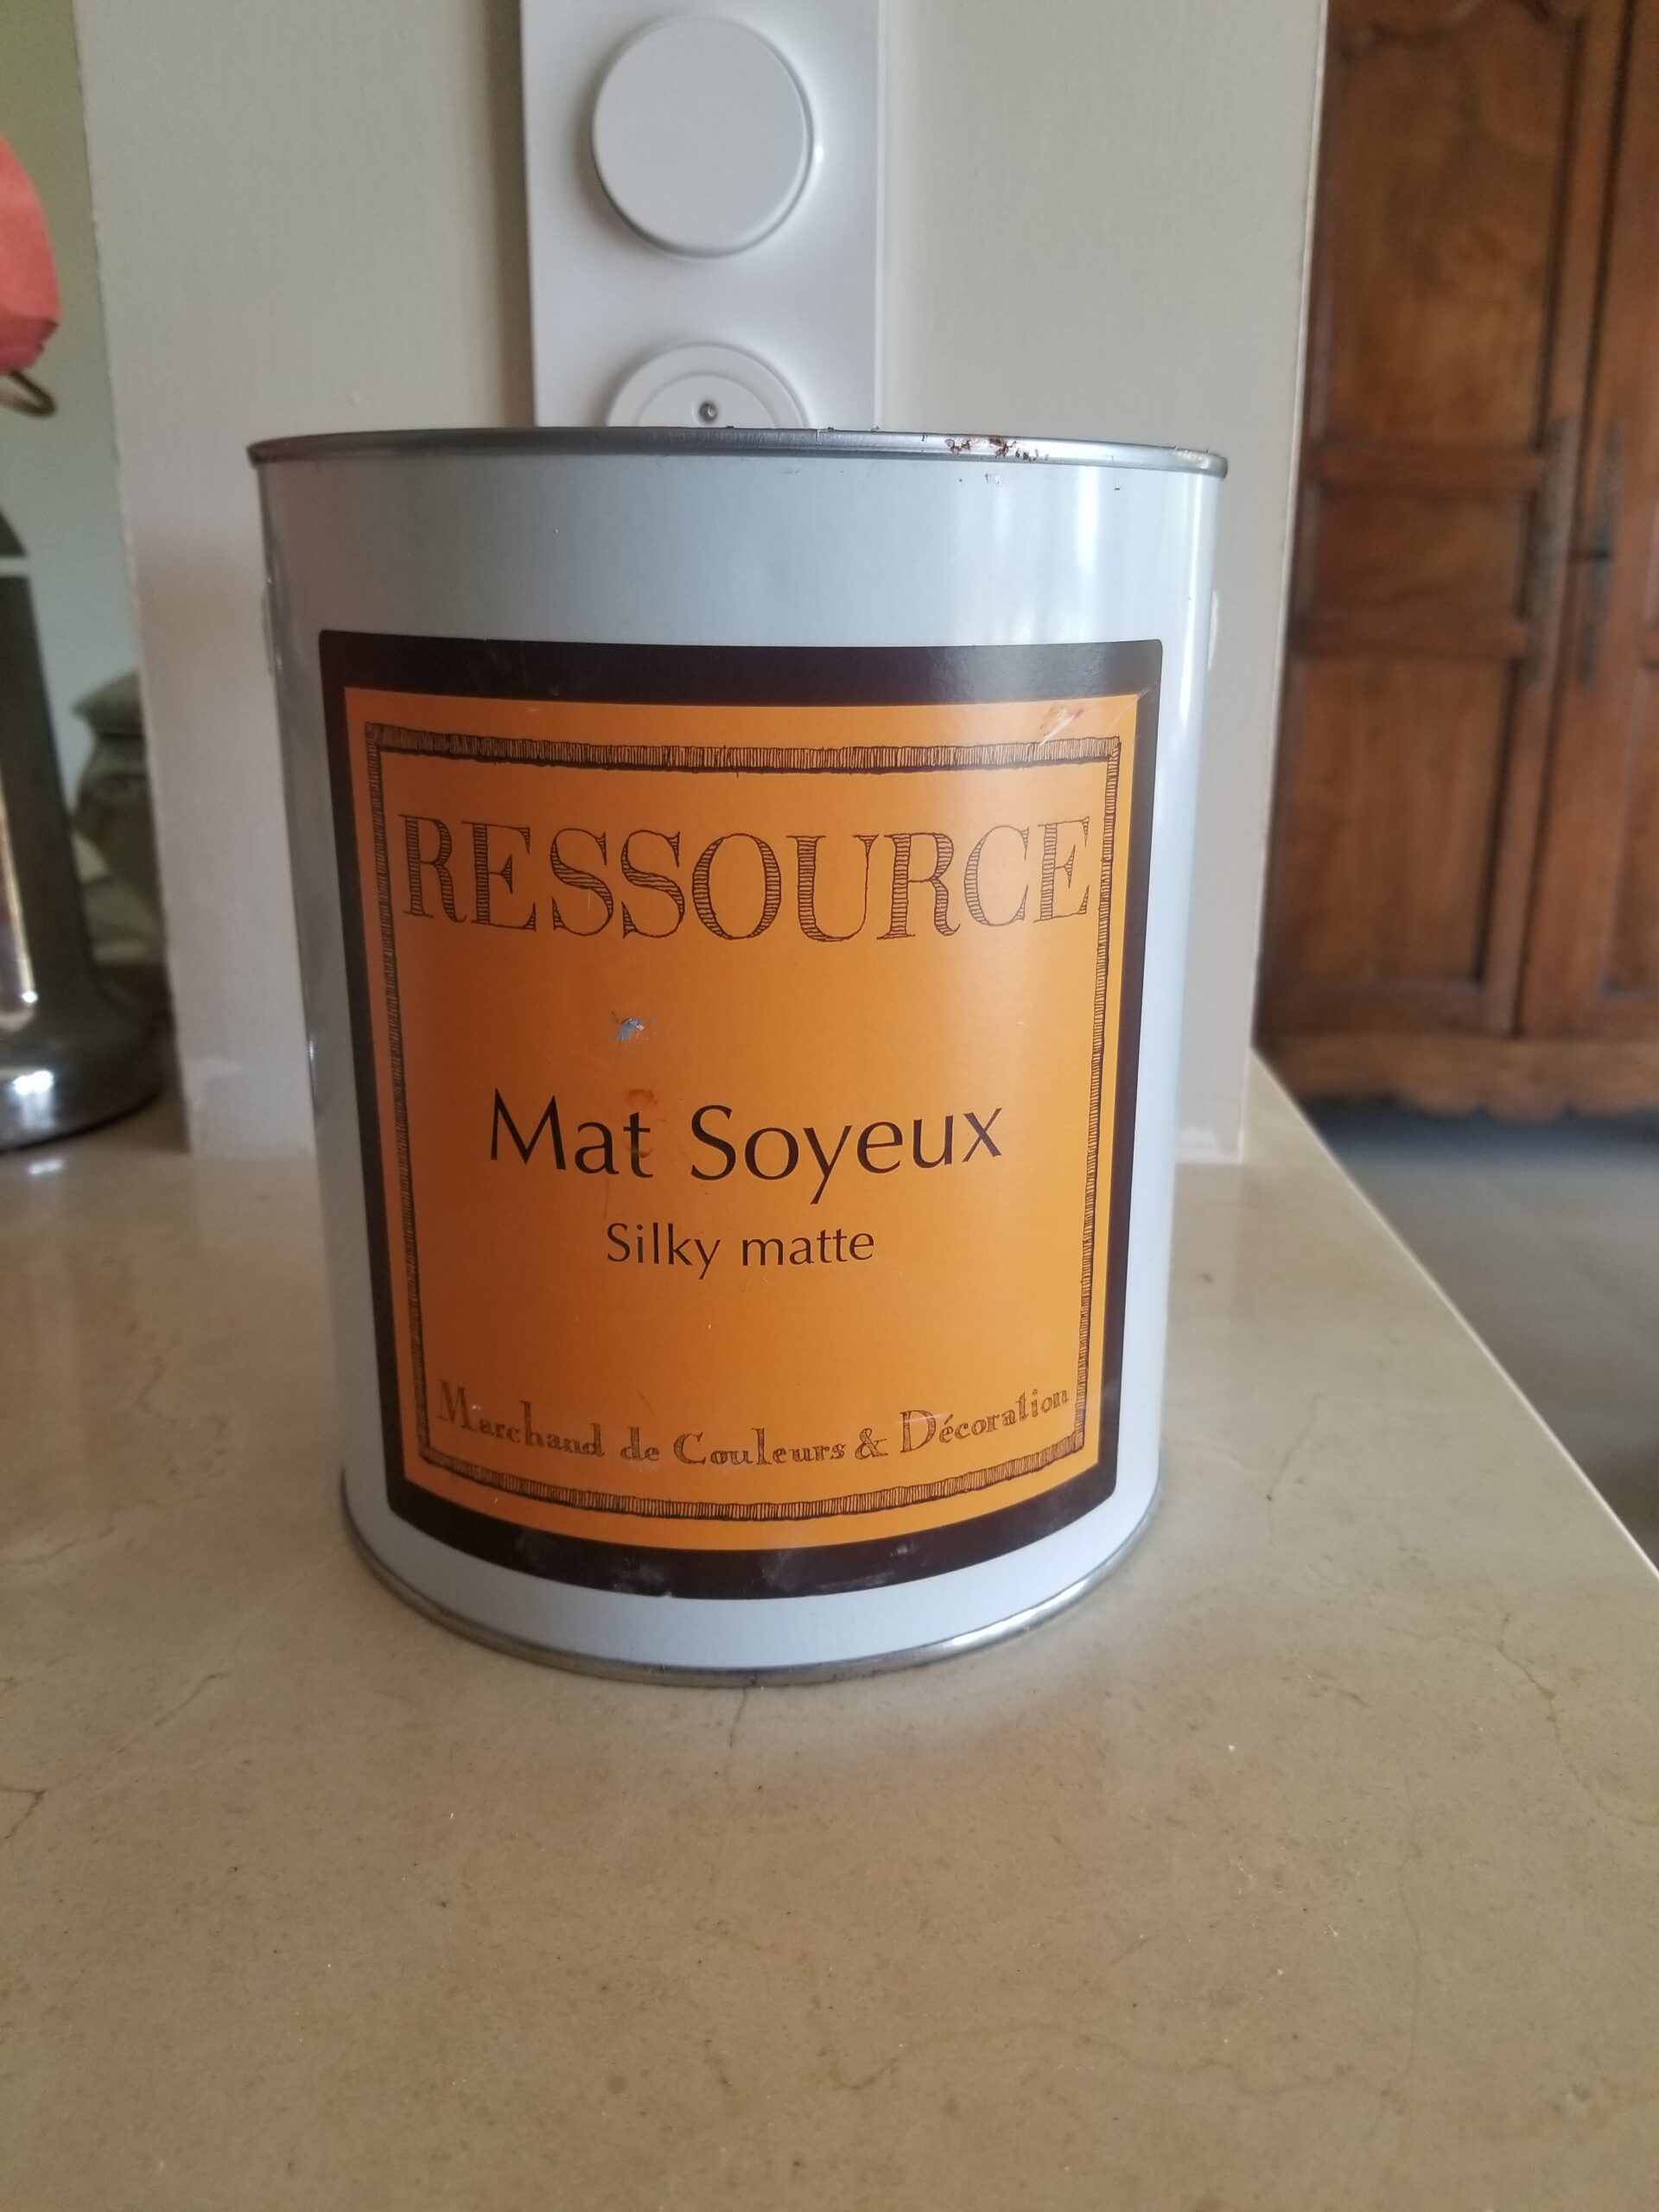 RESSOURCE
Mat Soyeux
Silky matte
Marchand de Couleurs & Décoration